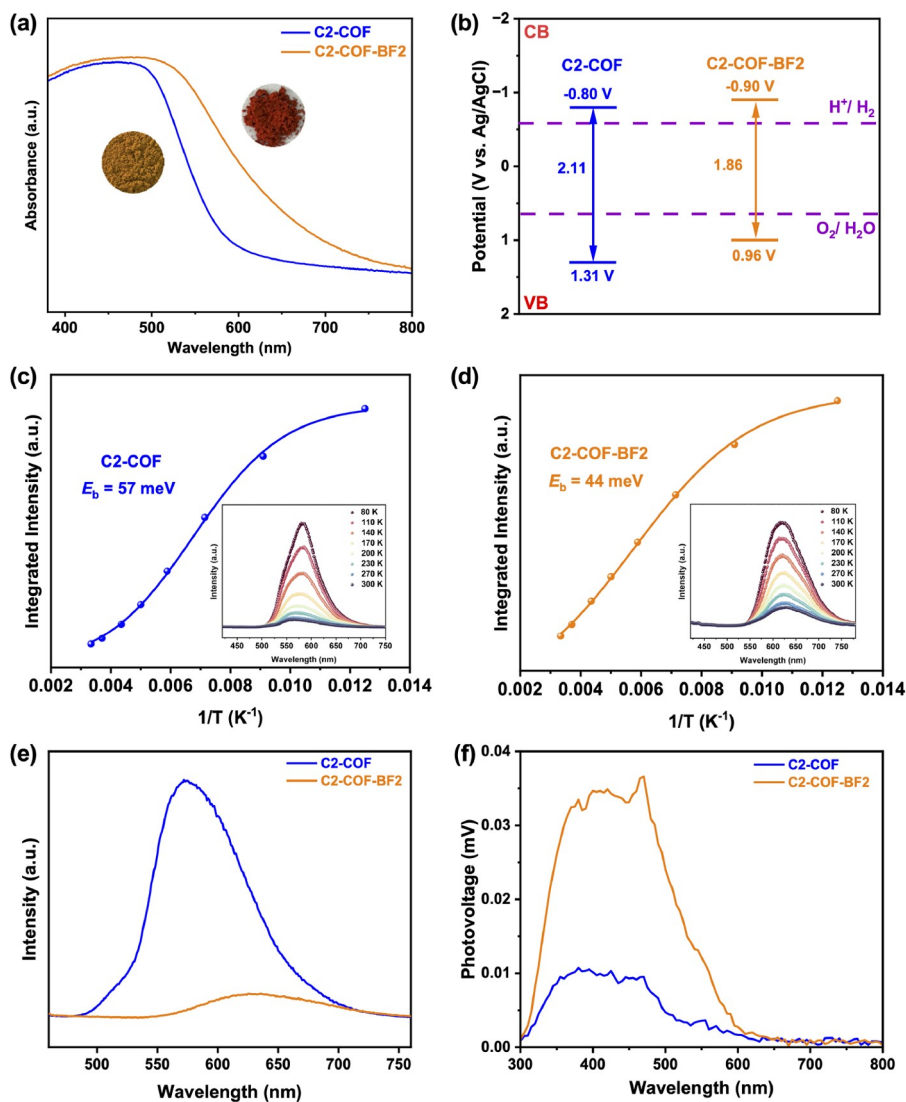 (a)
C2-COF
C2-COF-BF2
Absorbance (a.u.)
400 500 600 700 800
Wavelength (nm)
(b)
CB
C2-COF
C2-COF-BF2
-0.80 V
-0.90 V
H⁺/ H₂
2.11
1.86
O₂/ H₂O
1.31 V
0.96 V
VB
Potential (V vs. Ag/AgCl)
−2
−1
0
1
2
(c)
C2-COF
E_b = 57 meV
Integrated Intensity (a.u.)
80 K
110 K
140 K
170 K
200 K
230 K
270 K
300 K
Intensity (a.u.)
450 500 550 600 650 700 750
Wavelength (nm)
0.002 0.004 0.006 0.008 0.010 0.012 0.014
1/T (K⁻¹)
(d)
C2-COF-BF2
E_b = 44 meV
Integrated Intensity (a.u.)
80 K
110 K
140 K
170 K
200 K
230 K
270 K
300 K
Intensity (a.u.)
450 500 550 600 650 700 750
Wavelength (nm)
0.002 0.004 0.006 0.008 0.010 0.012 0.014
1/T (K⁻¹)
(e)
C2-COF
C2-COF-BF2
Intensity (a.u.)
500 550 600 650 700 750
Wavelength (nm)
(f)
C2-COF
C2-COF-BF2
Photovoltage (mV)
0.04
0.03
0.02
0.01
0.00
300 400 500 600 700 800
Wavelength (nm)